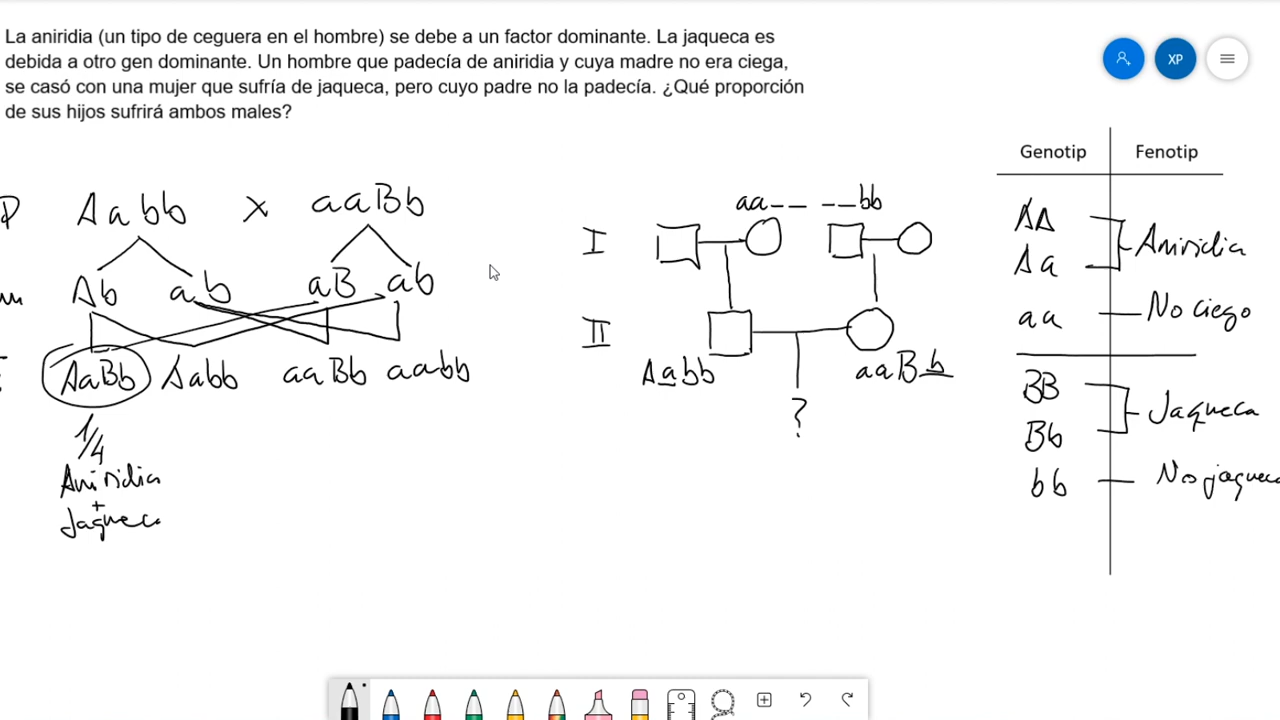 La aniridia (un tipo de ceguera en el hombre) se debe a un factor dominante. La jaqueca es
debida a otro gen dominante. Un hombre que padecía de aniridia y cuya madre no era ciega,
se casó con una mujer que sufría de jaqueca, pero cuyo padre no la padecía. ¿Qué proporción
de sus hijos sufrirá ambos males?
XP
Genotip Fenotip
P Aabb x aaBb
Ab ab aB ab
AaBb Aabb aaBb aabb
1/4
Aniridia
+
Jaqueca
aa_ _ _ _bb
I
II
Aabb aaBb
?
AA
Aa
Aniridia
aa No ciego
BB
Bb
Jaqueca
bb No jaqueca